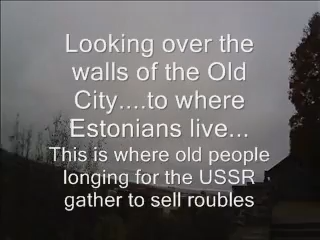 Looking over the
walls of the Old
City....to where
Estonians live...
This is where old people
longing for the USSR
gather to sell roubles